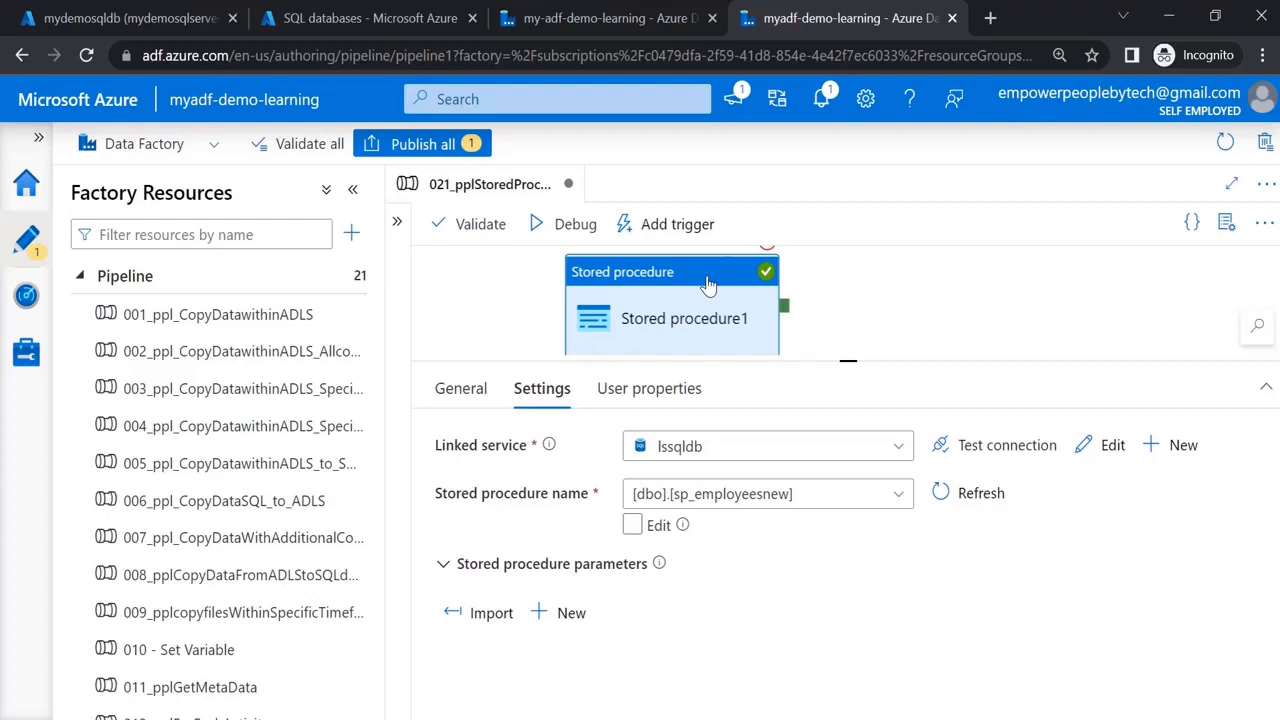 mydemosqldb (mydemosqlserve
SQL databases - Microsoft Azure
my-adf-demo-learning - Azure D
myadf-demo-learning - Azure Da
adf.azure.com/en-us/authoring/pipeline/pipeline1?factory=%2Fsubscriptions%2Fc0479dfa-2f59-41d8-854e-4e42f7ec6033%2FresourceGroups...
Incognito
Microsoft Azure
myadf-demo-learning
Search
1
1
empowerpeoplebytech@gmail.com
SELF EMPLOYED
Data Factory
Validate all
Publish all
1
1
Factory Resources
Filter resources by name
Pipeline
21
001_ppl_CopyDatawithinADLS
002_ppl_CopyDatawithinADLS_Allco...
003_ppl_CopyDatawithinADLS_Speci...
004_ppl_CopyDatawithinADLS_Speci...
005_ppl_CopyDatawithinADLS_to_S...
006_ppl_CopyDataSQL_to_ADLS
007_ppl_CopyDataWithAdditionalCo...
008_pplCopyDataFromADLStoSQLd...
009_pplcopyfilesWithinSpecificTimef...
010 - Set Variable
011_pplGetMetaData
021_pplStoredProc...
Validate
Debug
Add trigger
Stored procedure
Stored procedure1
General
Settings
User properties
Linked service *
lssqldb
Test connection
Edit
New
Stored procedure name *
[dbo].[sp_employeesnew]
Refresh
Edit
Stored procedure parameters
Import
New